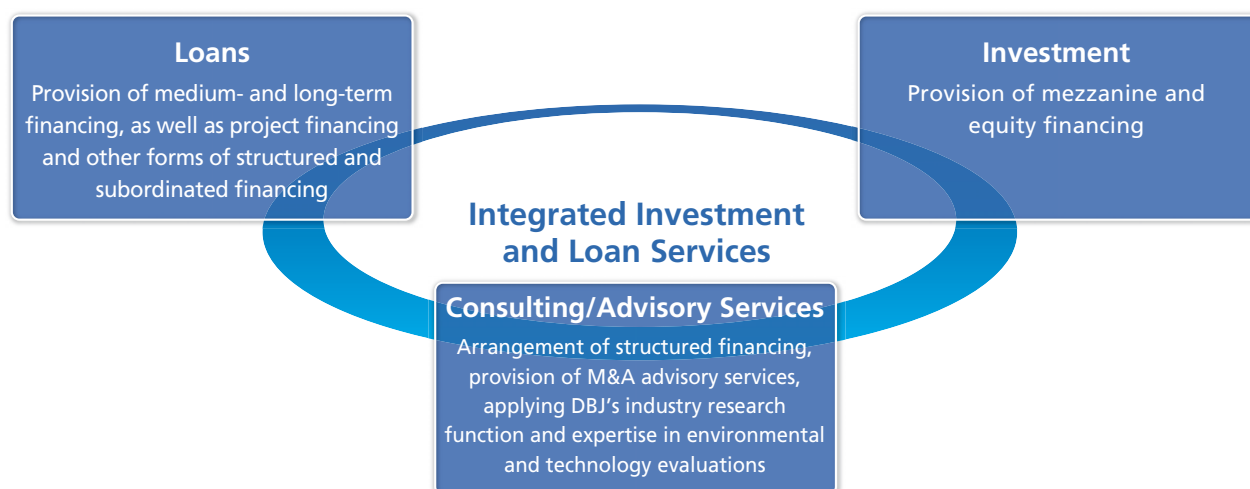 Loans
Provision of medium- and long-term
financing, as well as project financing
and other forms of structured and
subordinated financing
Investment
Provision of mezzanine and
equity financing
Integrated Investment
and Loan Services
Consulting/Advisory Services
Arrangement of structured financing,
provision of M&A advisory services,
applying DBJ’s industry research
function and expertise in environmental
and technology evaluations